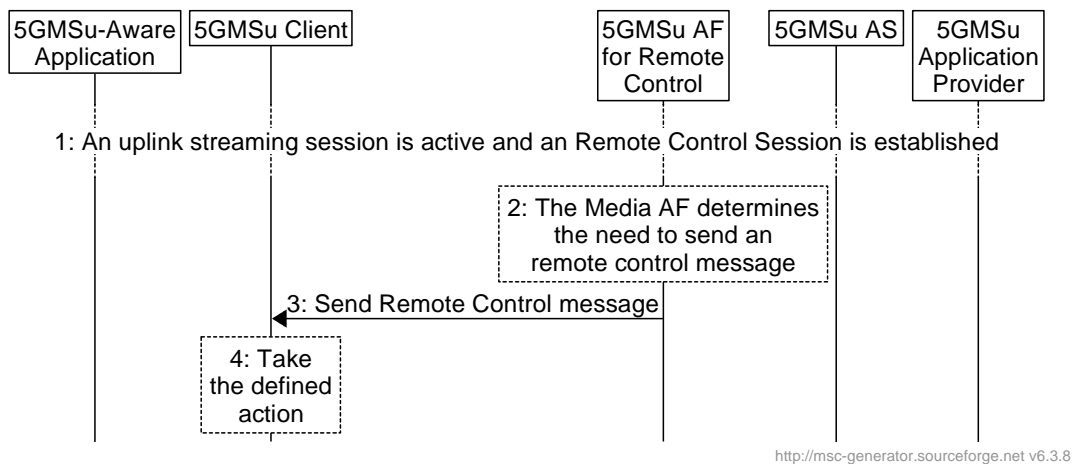 5GMSu-Aware
Application
5GMSu Client
5GMSu AF
for Remote
Control
5GMSu AS
5GMSu
Application
Provider
1: An uplink streaming session is active and an Remote Control Session is established
2: The Media AF determines
the need to send an
remote control message
3: Send Remote Control message
4: Take
the defined
action
http://msc-generator.sourceforge.net v6.3.8